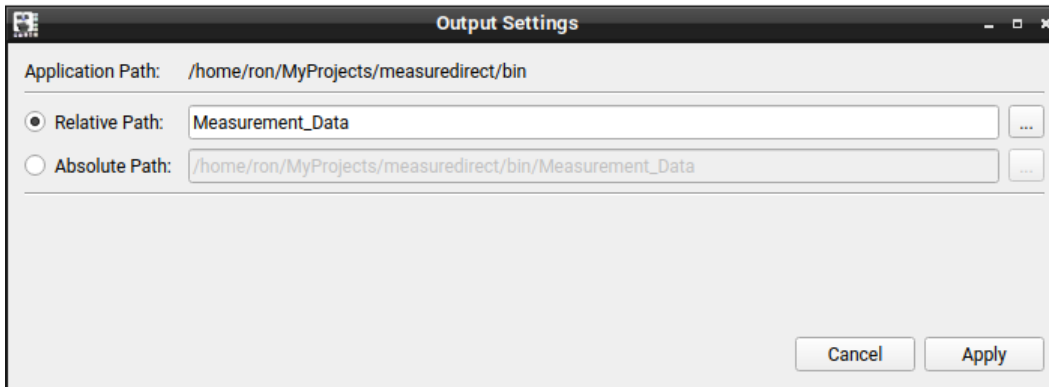 Output Settings
Application Path: /home/ron/MyProjects/measuredirect/bin
Relative Path: Measurement_Data ...
Absolute Path: /home/ron/MyProjects/measuredirect/bin/Measurement_Data ...
Cancel Apply